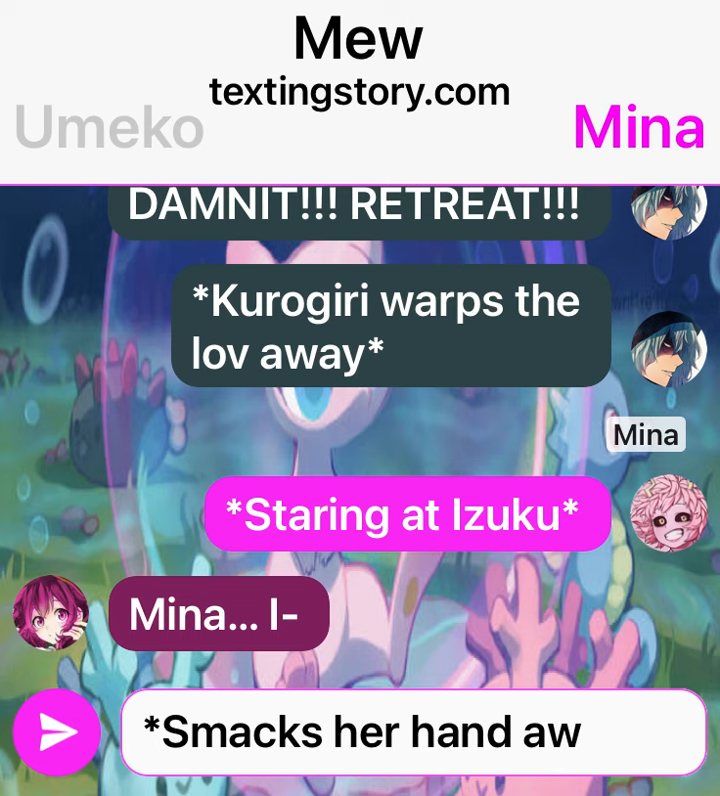 Mew
textingstory.com
Umeko
Mina
DAMNIT!!! RETREAT!!!
*Kurogiri warps the
lov away*
Mina
*Staring at Izuku*
Mina... I-
*Smacks her hand aw